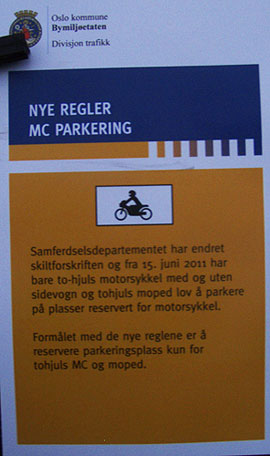 Oslo kommune
Bymiljøetaten
Divisjon trafikk
NYE REGLER
MC PARKERING
Samferdselsdepartementet har endret
skiltforskriften og fra 15. juni 2011 har
bare to-hjuls motorsykkel med og uten
sidevogn og tohjuls moped lov å parkere
på plasser reservert for motorsykkel.
Formålet med de nye reglene er å
reservere parkeringsplass kun for
tohjuls MC og moped.